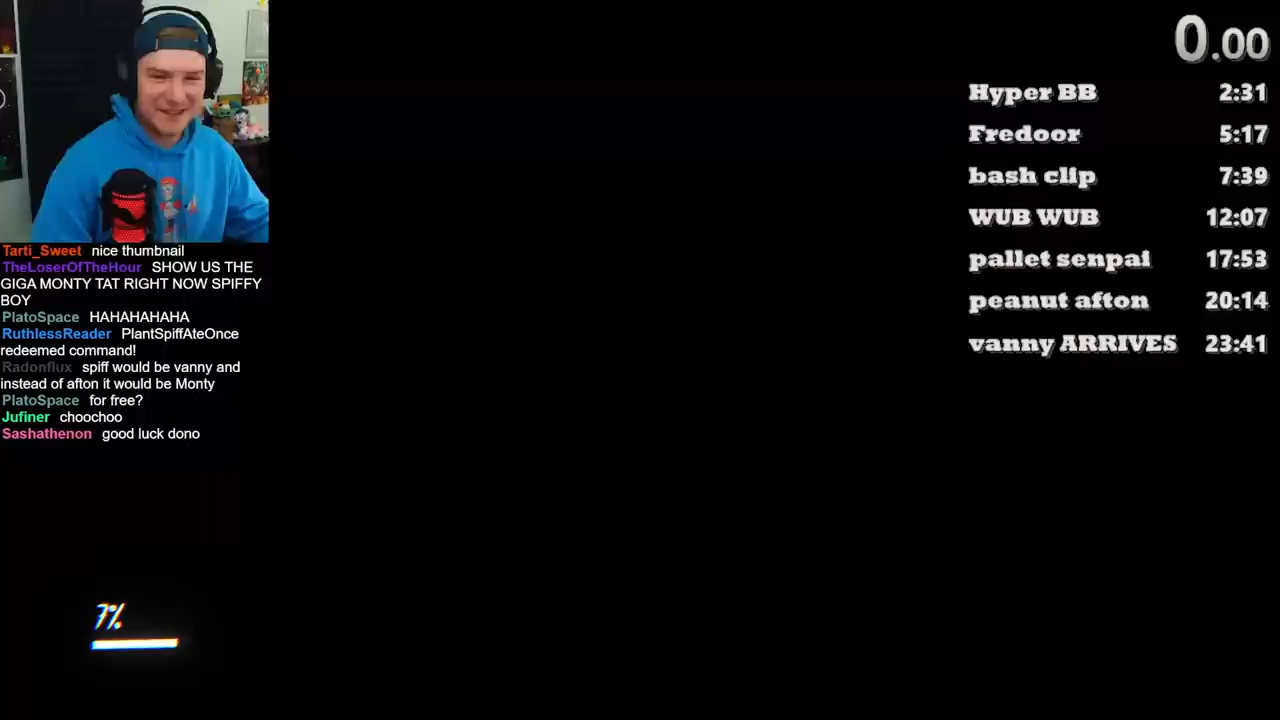 0.00
Hyper BB 2:31
Fredoor 5:17
bash clip 7:39
WUB WUB 12:07
pallet senpai 17:53
peanut afton 20:14
vanny ARRIVES 23:41
Tarti_Sweet nice thumbnail
TheLoserOfTheHour SHOW US THE
GIGA MONTY TAT RIGHT NOW SPIFFY
BOY
PlatoSpace HAHAHAHAHA
RuthlessReader PlantSpiffAteOnce
redeemed command!
Radonflux spiff would be vanny and
instead of afton it would be Monty
PlatoSpace for free?
Jufiner choochoo
Sashathenon good luck dono
7%